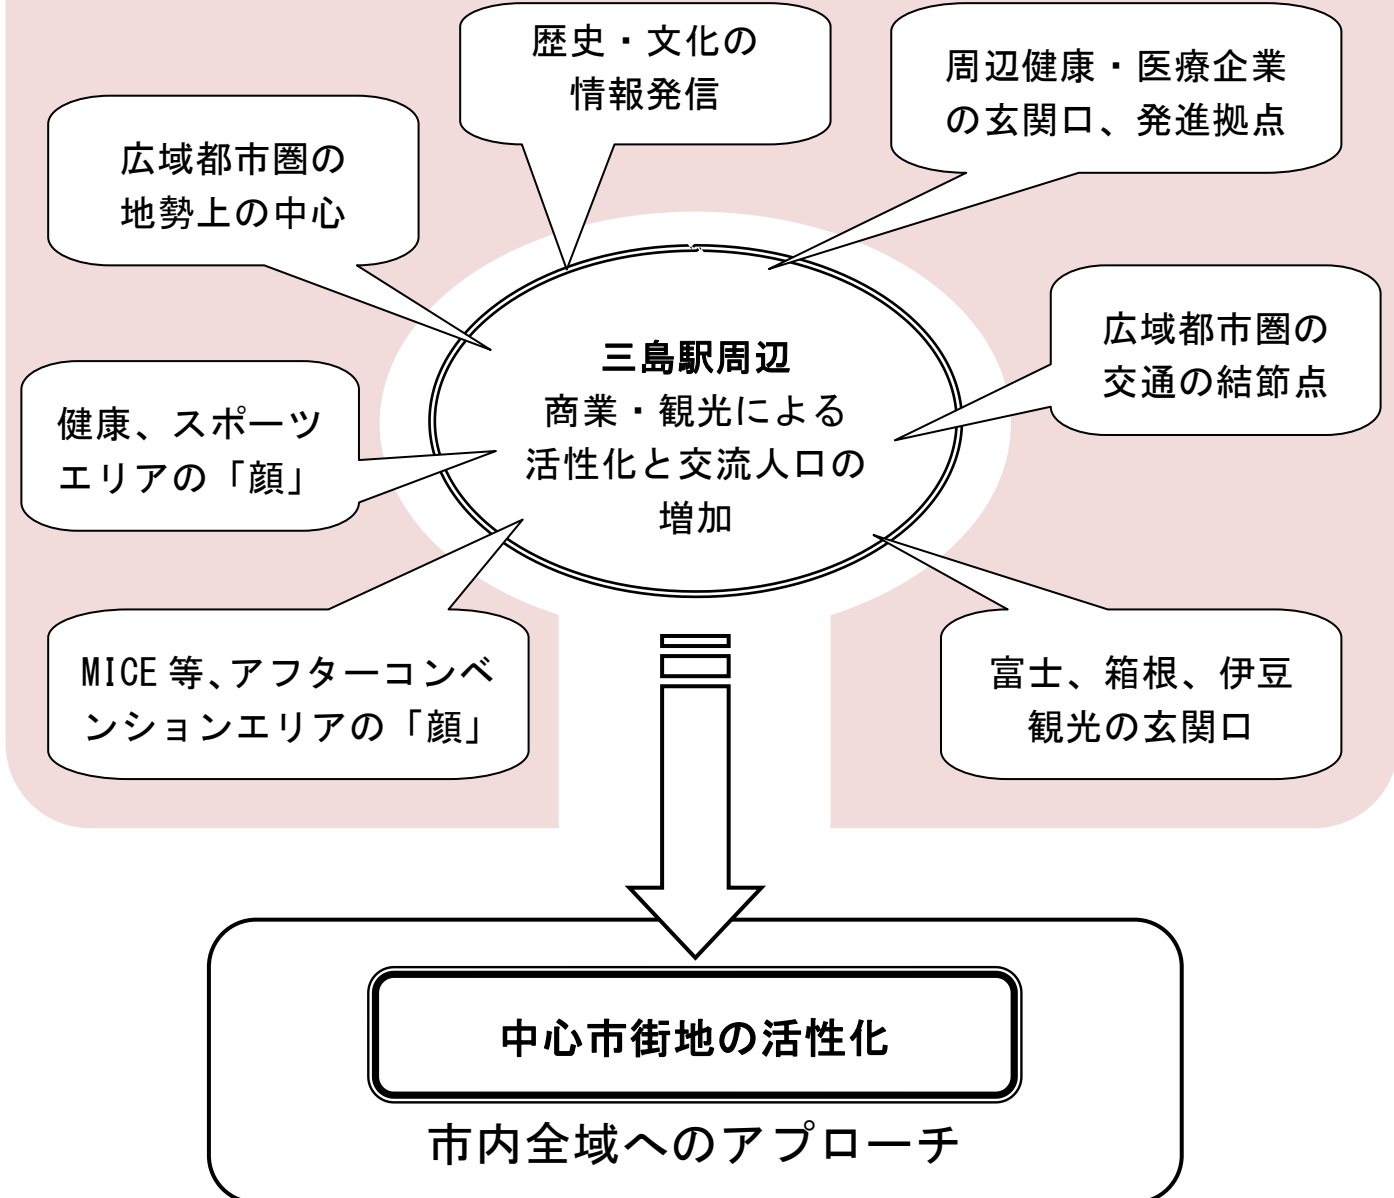 歴史・文化の
情報発信
周辺健康・医療企業
の玄関口、発進拠点
広域都市圏の
地勢上の中心
広域都市圏の
交通の結節点
三島駅周辺
商業・観光による
活性化と交流人口の
増加
健康、スポーツ
エリアの「顔」
MICE 等、アフターコンベ
ンションエリアの「顔」
富士、箱根、伊豆
観光の玄関口
中心市街地の活性化
市内全域へのアプローチ